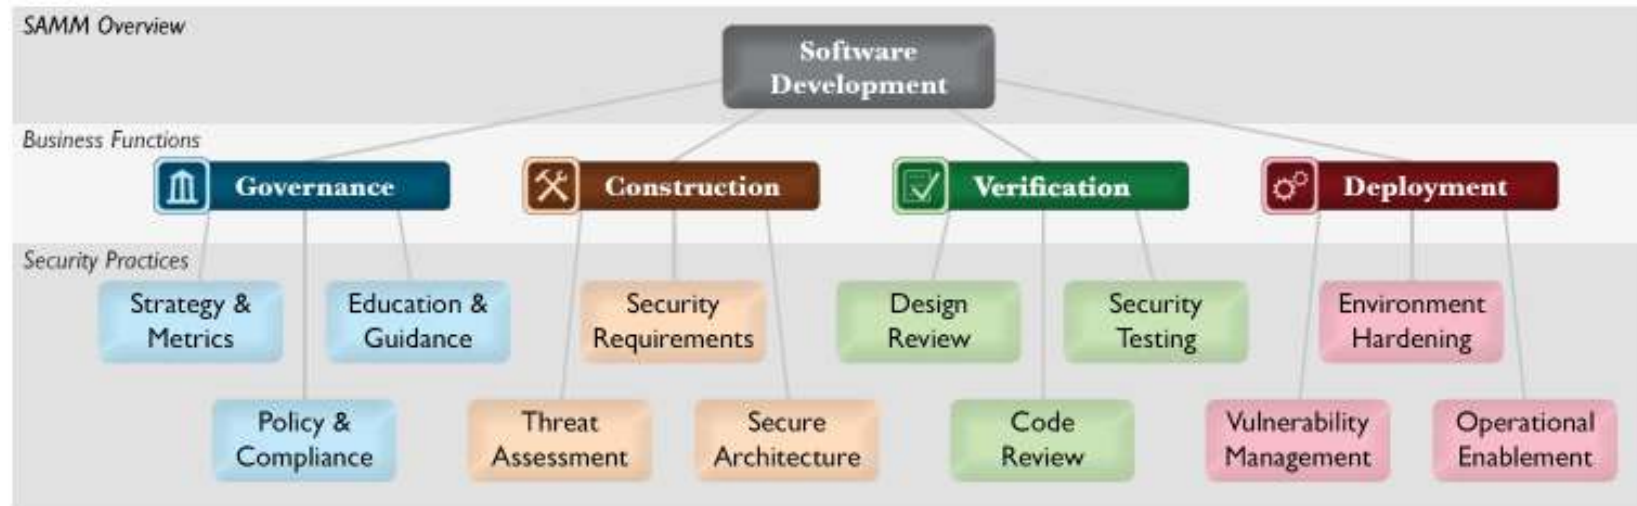 SAMM Overview
Software
Development
Business Functions
Governance
Construction
Verification
Deployment
Security Practices
Strategy &
Metrics
Education &
Guidance
Security
Requirements
Design
Review
Security
Testing
Environment
Hardening
Policy &
Compliance
Threat
Assessment
Secure
Architecture
Code
Review
Vulnerability
Management
Operational
Enablement